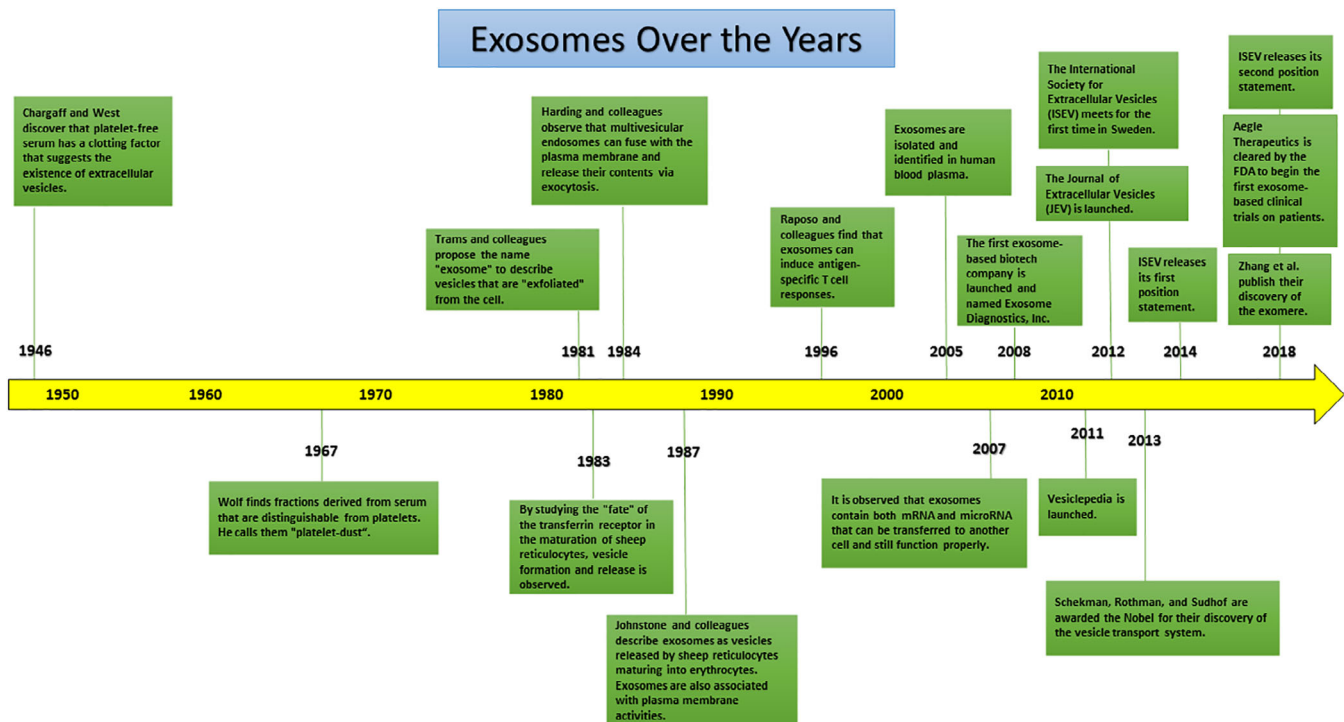 Exosomes Over the Years
Chargaff and West
discover that platelet-free
serum has a clotting factor
that suggests the
existence of extracellular
vesicles.
Harding and colleagues
observe that multivesicular
endosomes can fuse with the
plasma membrane and
release their contents via
exocytosis.
Trams and colleagues
propose the name
"exosome" to describe
vesicles that are "exfoliated"
from the cell.
Raposo and
colleagues find that
exosomes can
induce antigen-
specific T cell
responses.
Exosomes are
isolated and
identified in human
blood plasma.
The first exosome-
based biotech
company is
launched and
named Exosome
Diagnostics, Inc.
The International
Society for
Extracellular Vesicles
(ISEV) meets for the
first time in Sweden.
The Journal of
Extracellular Vesicles
(JEV) is launched.
ISEV releases
its first
position
statement.
ISEV releases its
second position
statement.
Aegle
Therapeutics is
cleared by the
FDA to begin the
first exosome-
based clinical
trials on patients.
Zhang et al.
publish their
discovery of
the exomere.
1946 1981 1984 1996 2005 2008 2012 2014 2018
1950 1960 1970 1980 1990 2000 2010
1967
1983
1987
2007
2011
2013
Wolf finds fractions derived from serum
that are distinguishable from platelets.
He calls them "platelet-dust".
By studying the "fate" of
the transferrin receptor in
the maturation of sheep
reticulocytes, vesicle
formation and release is
observed.
Johnstone and colleagues
describe exosomes as vesicles
released by sheep reticulocytes
maturing into erythrocytes.
Exosomes are also associated
with plasma membrane
activities.
It is observed that exosomes
contain both mRNA and microRNA
that can be transferred to another
cell and still function properly.
Vesiclepedia is
launched.
Schekman, Rothman, and Sudhof are
awarded the Nobel for their discovery of
the vesicle transport system.